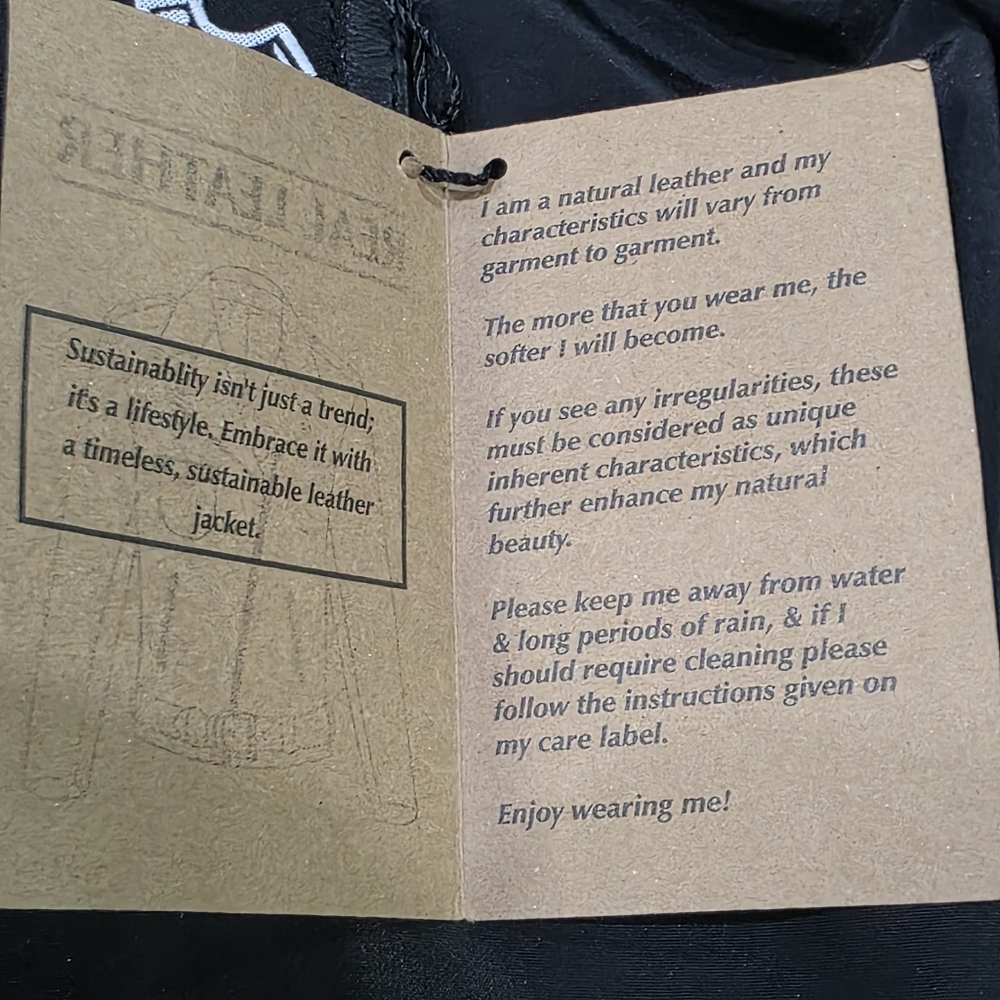 REAL LEATHER
Sustainablity isn't just a trend;
it's a lifestyle. Embrace it with
a timeless, sustainable leather
jacket.
I am a natural leather and my
characteristics will vary from
garment to garment.
The more that you wear me, the
softer I will become.
If you see any irregularities, these
must be considered as unique
inherent characteristics, which
further enhance my natural
beauty.
Please keep me away from water
& long periods of rain, & if I
should require cleaning please
follow the instructions given on
my care label.
Enjoy wearing me!